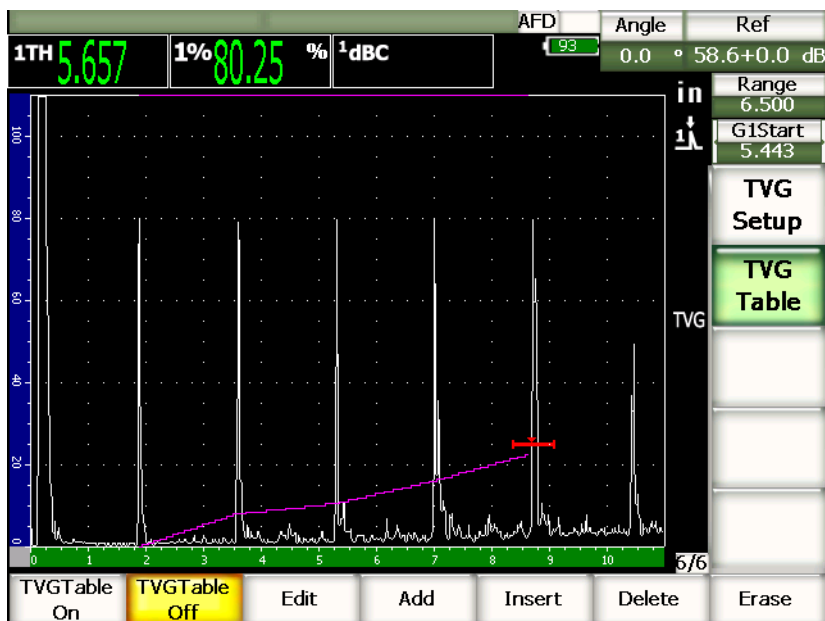 AFD
Angle
Ref
93
0.0 °
58.6+0.0 dB
1TH 5.657
1% 80.25 %
1dBC
in
Range
6.500
1
G1Start
5.443
TVG
Setup
TVG
Table
TVG
100
80
60
40
20
0
0 1 2 3 4 5 6 7 8 9 10
6/6
TVGTable
On
TVGTable
Off
Edit
Add
Insert
Delete
Erase